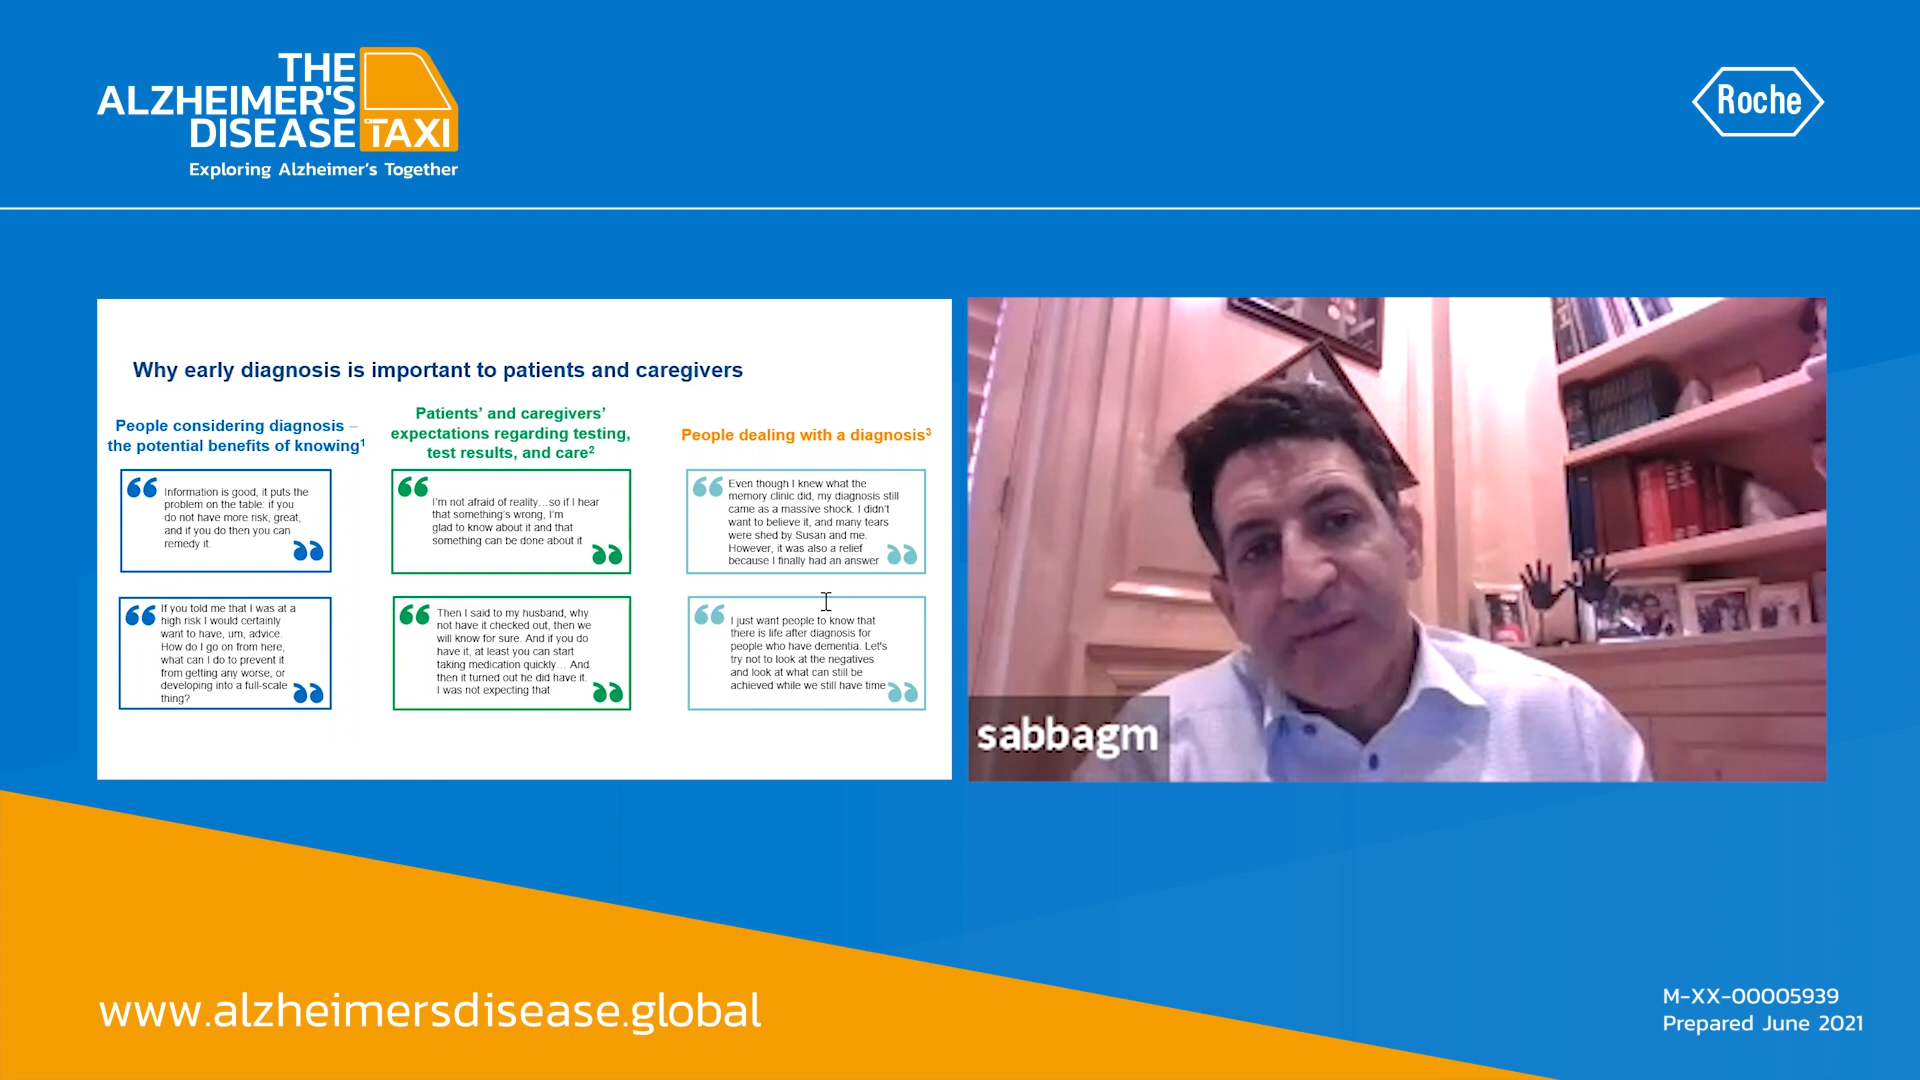 THE
ALZHEIMER'S
DISEASE TAXI
Exploring Alzheimer's Together
Roche
Why early diagnosis is important to patients and caregivers
People considering diagnosis –
the potential benefits of knowing¹
“ Information is good, it puts the
problem on the table: if you
do not have more risk, great,
and if you do then you can
remedy it. ”
“ If you told me that I was at a
high risk I would certainly
want to have, um, advice.
How do I go on from here,
what can I do to prevent it
from getting any worse, or
developing into a full-scale
thing? ”
Patients’ and caregivers’
expectations regarding testing,
test results, and care²
“ I’m not afraid of reality…so if I hear
that something’s wrong, I’m
glad to know about it and that
something can be done about it ”
“ Then I said to my husband, why
not have it checked out, then we
will know for sure. And if you do
have it, at least you can start
taking medication quickly… And
then it turned out he did have it.
I was not expecting that ”
People dealing with a diagnosis³
“ Even though I knew what the
memory clinic did, my diagnosis still
came as a massive shock. I didn’t
want to believe it, and many tears
were shed by Susan and me.
However, it was also a relief
because I finally had an answer ”
“ I just want people to know that
there is life after diagnosis for
people who have dementia. Let's
try not to look at the negatives
and look at what can still be
achieved while we still have time ”
sabbagm
www.alzheimersdisease.global
M-XX-00005939
Prepared June 2021